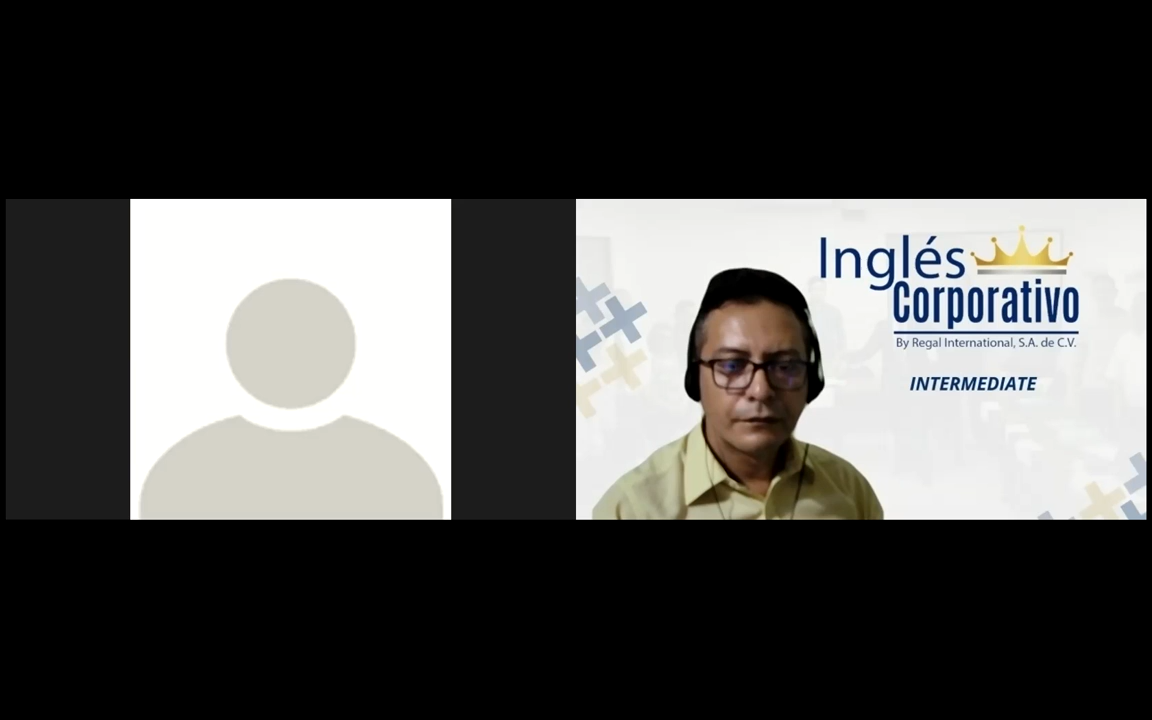 Inglés
Corporativo
By Regal International, S.A. de C.V.
INTERMEDIATE